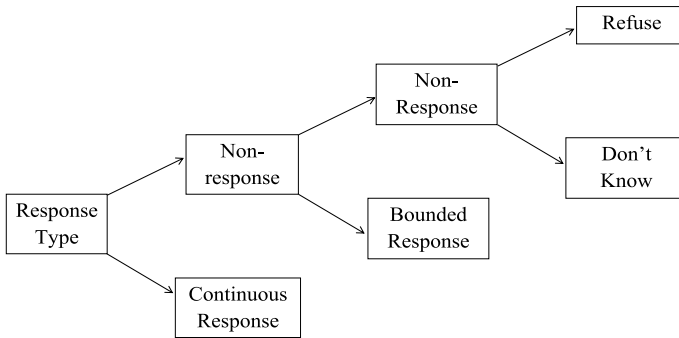 Refuse
Non-
Response
Don't
Know
Non-
response
Bounded
Response
Response
Type
Continuous
Response